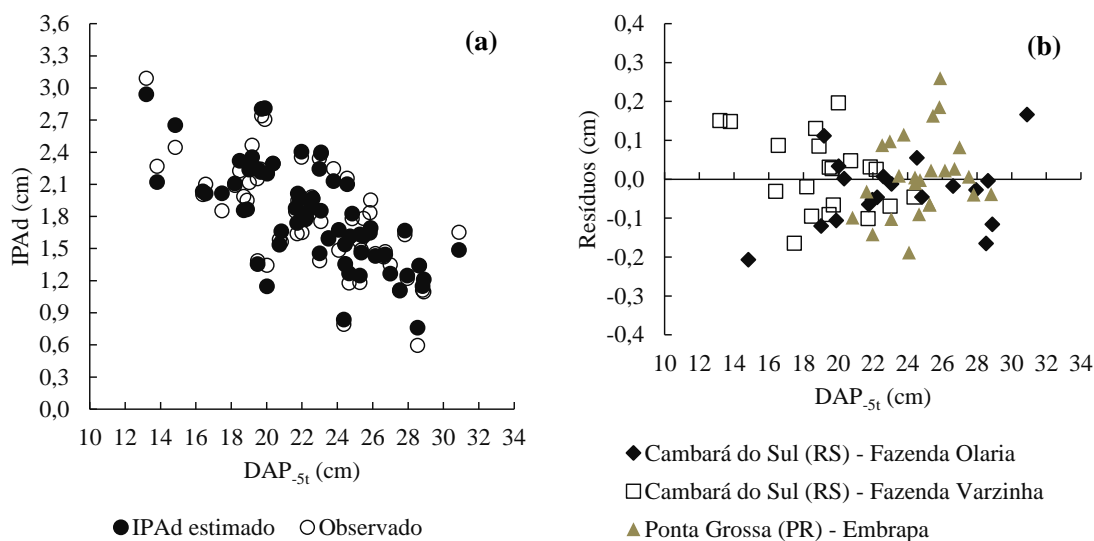 (a)
3,6
3,3
3,0
2,7
2,4
2,1
1,8
1,5
1,2
0,9
0,6
0,3
0,0
IPAd (cm)
10 12 14 16 18 20 22 24 26 28 30 32 34
DAP-5t (cm)
IPAd estimado Observado
(b)
0,4
0,3
0,2
0,1
0,0
-0,1
-0,2
-0,3
-0,4
Resíduos (cm)
10 12 14 16 18 20 22 24 26 28 30 32 34
DAP-5t (cm)
Cambará do Sul (RS) - Fazenda Olaria
Cambará do Sul (RS) - Fazenda Varzinha
Ponta Grossa (PR) - Embrapa